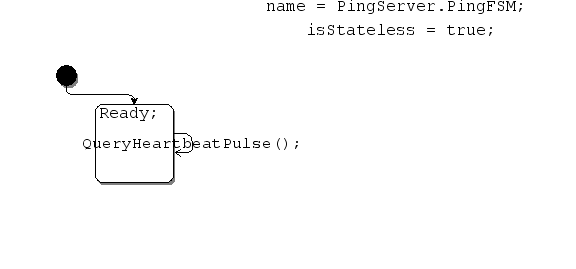 name = PingServer.PingFSM;
isStateless = true;
Ready;
QueryHeartbeatPulse();